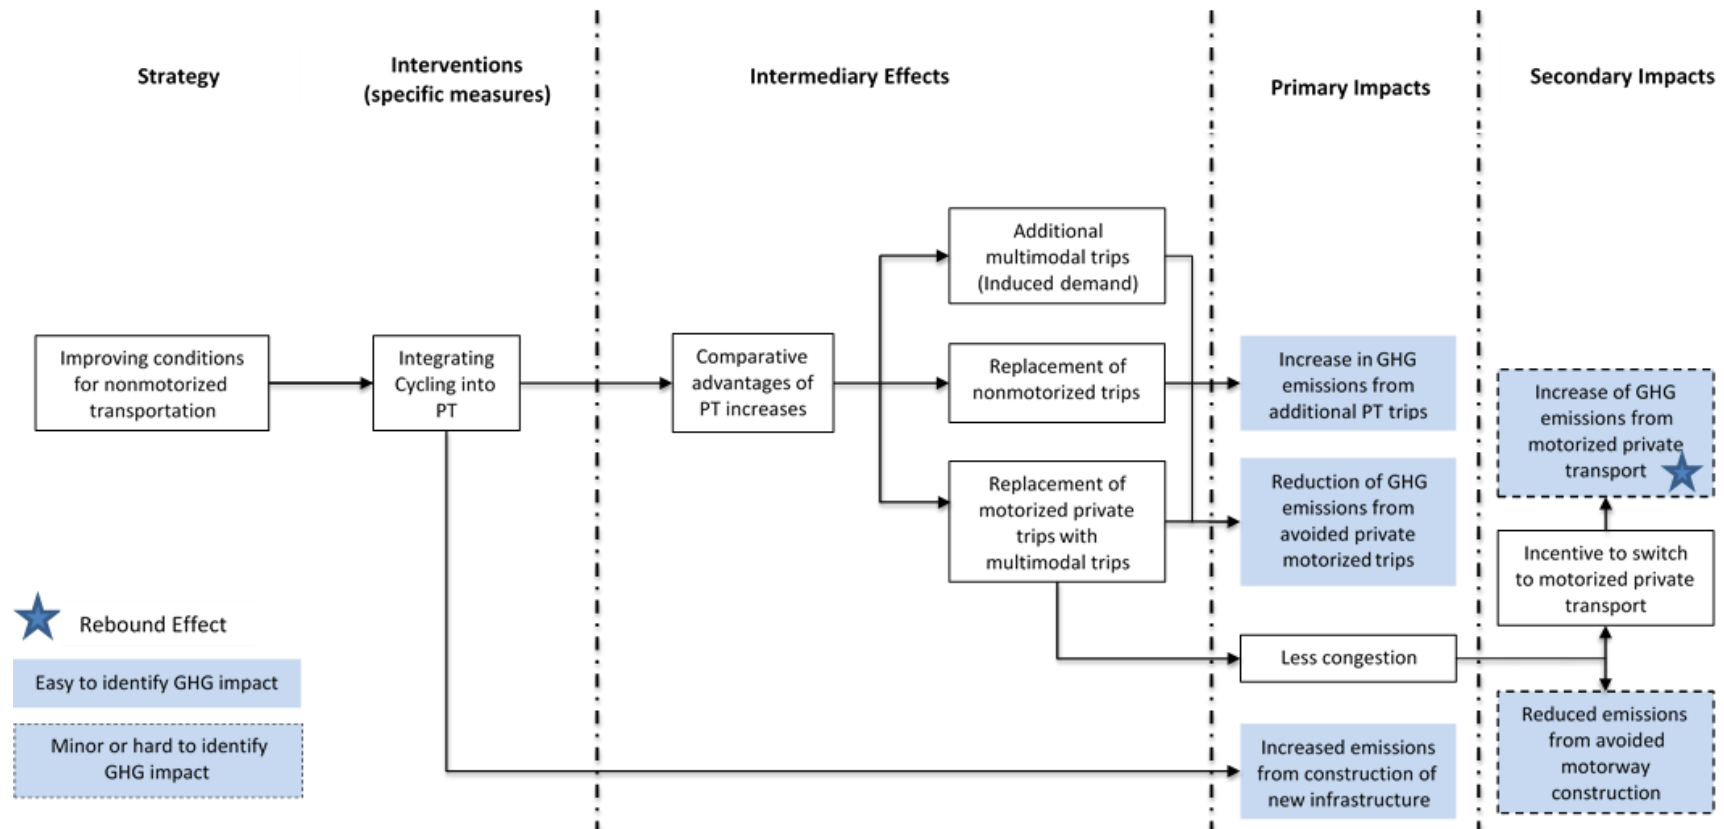 Strategy
Interventions
(specific measures)
Intermediary Effects
Primary Impacts
Secondary Impacts
Improving conditions
for nonmotorized
transportation
Integrating
Cycling into
PT
Comparative
advantages of
PT increases
Additional
multimodal trips
(Induced demand)
Replacement of
nonmotorized trips
Replacement of
motorized private
trips with
multimodal trips
Increase in GHG
emissions from
additional PT trips
Reduction of GHG
emissions from
avoided private
motorized trips
Less congestion
Increased emissions
from construction of
new infrastructure
Increase of GHG
emissions from
motorized private
transport
Incentive to switch
to motorized private
transport
Reduced emissions
from avoided
motorway
construction
Rebound Effect
Easy to identify GHG impact
Minor or hard to identify
GHG impact